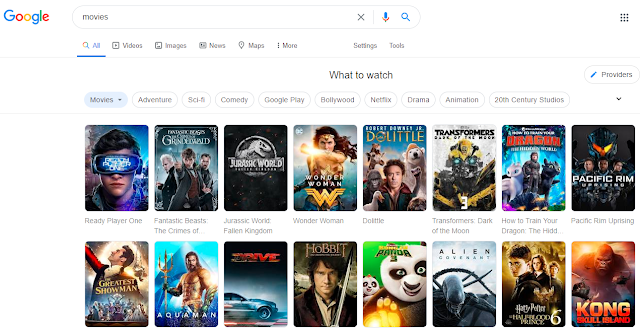 Google
movies
All Videos Images News Maps More Settings Tools
What to watch
Providers
Movies Adventure Sci-fi Comedy Google Play Bollywood Netflix Drama Animation 20th Century Studios
READY PLAYER ONE
FANTASTIC BEASTS
THE CRIMES OF
GRINDELWALD
JURASSIC WORLD
FALLEN KINGDOM
WONDER
WOMAN
ROBERT DOWNEY JR.
DOLITTLE
TRANSFORMERS
DARK OF THE MOON
3
HOW TO TRAIN YOUR
DRAGON
THE HIDDEN WORLD
PACIFIC RIM
UPRISING
Ready Player One
Fantastic Beasts:
The Crimes of ...
Jurassic World:
Fallen Kingdom
Wonder Woman
Dolittle
Transformers: Dark
of the Moon
How to Train Your
Dragon: The Hidd...
Pacific Rim Uprising
THE GREATEST
SHOWMAN
AQUAMAN
DRIVE
THE HOBBIT
PANDA
3
ALIEN
COVENANT
HARRY POTTER
HALF-BLOOD PRINCE
6
KONG
SKULL ISLAND